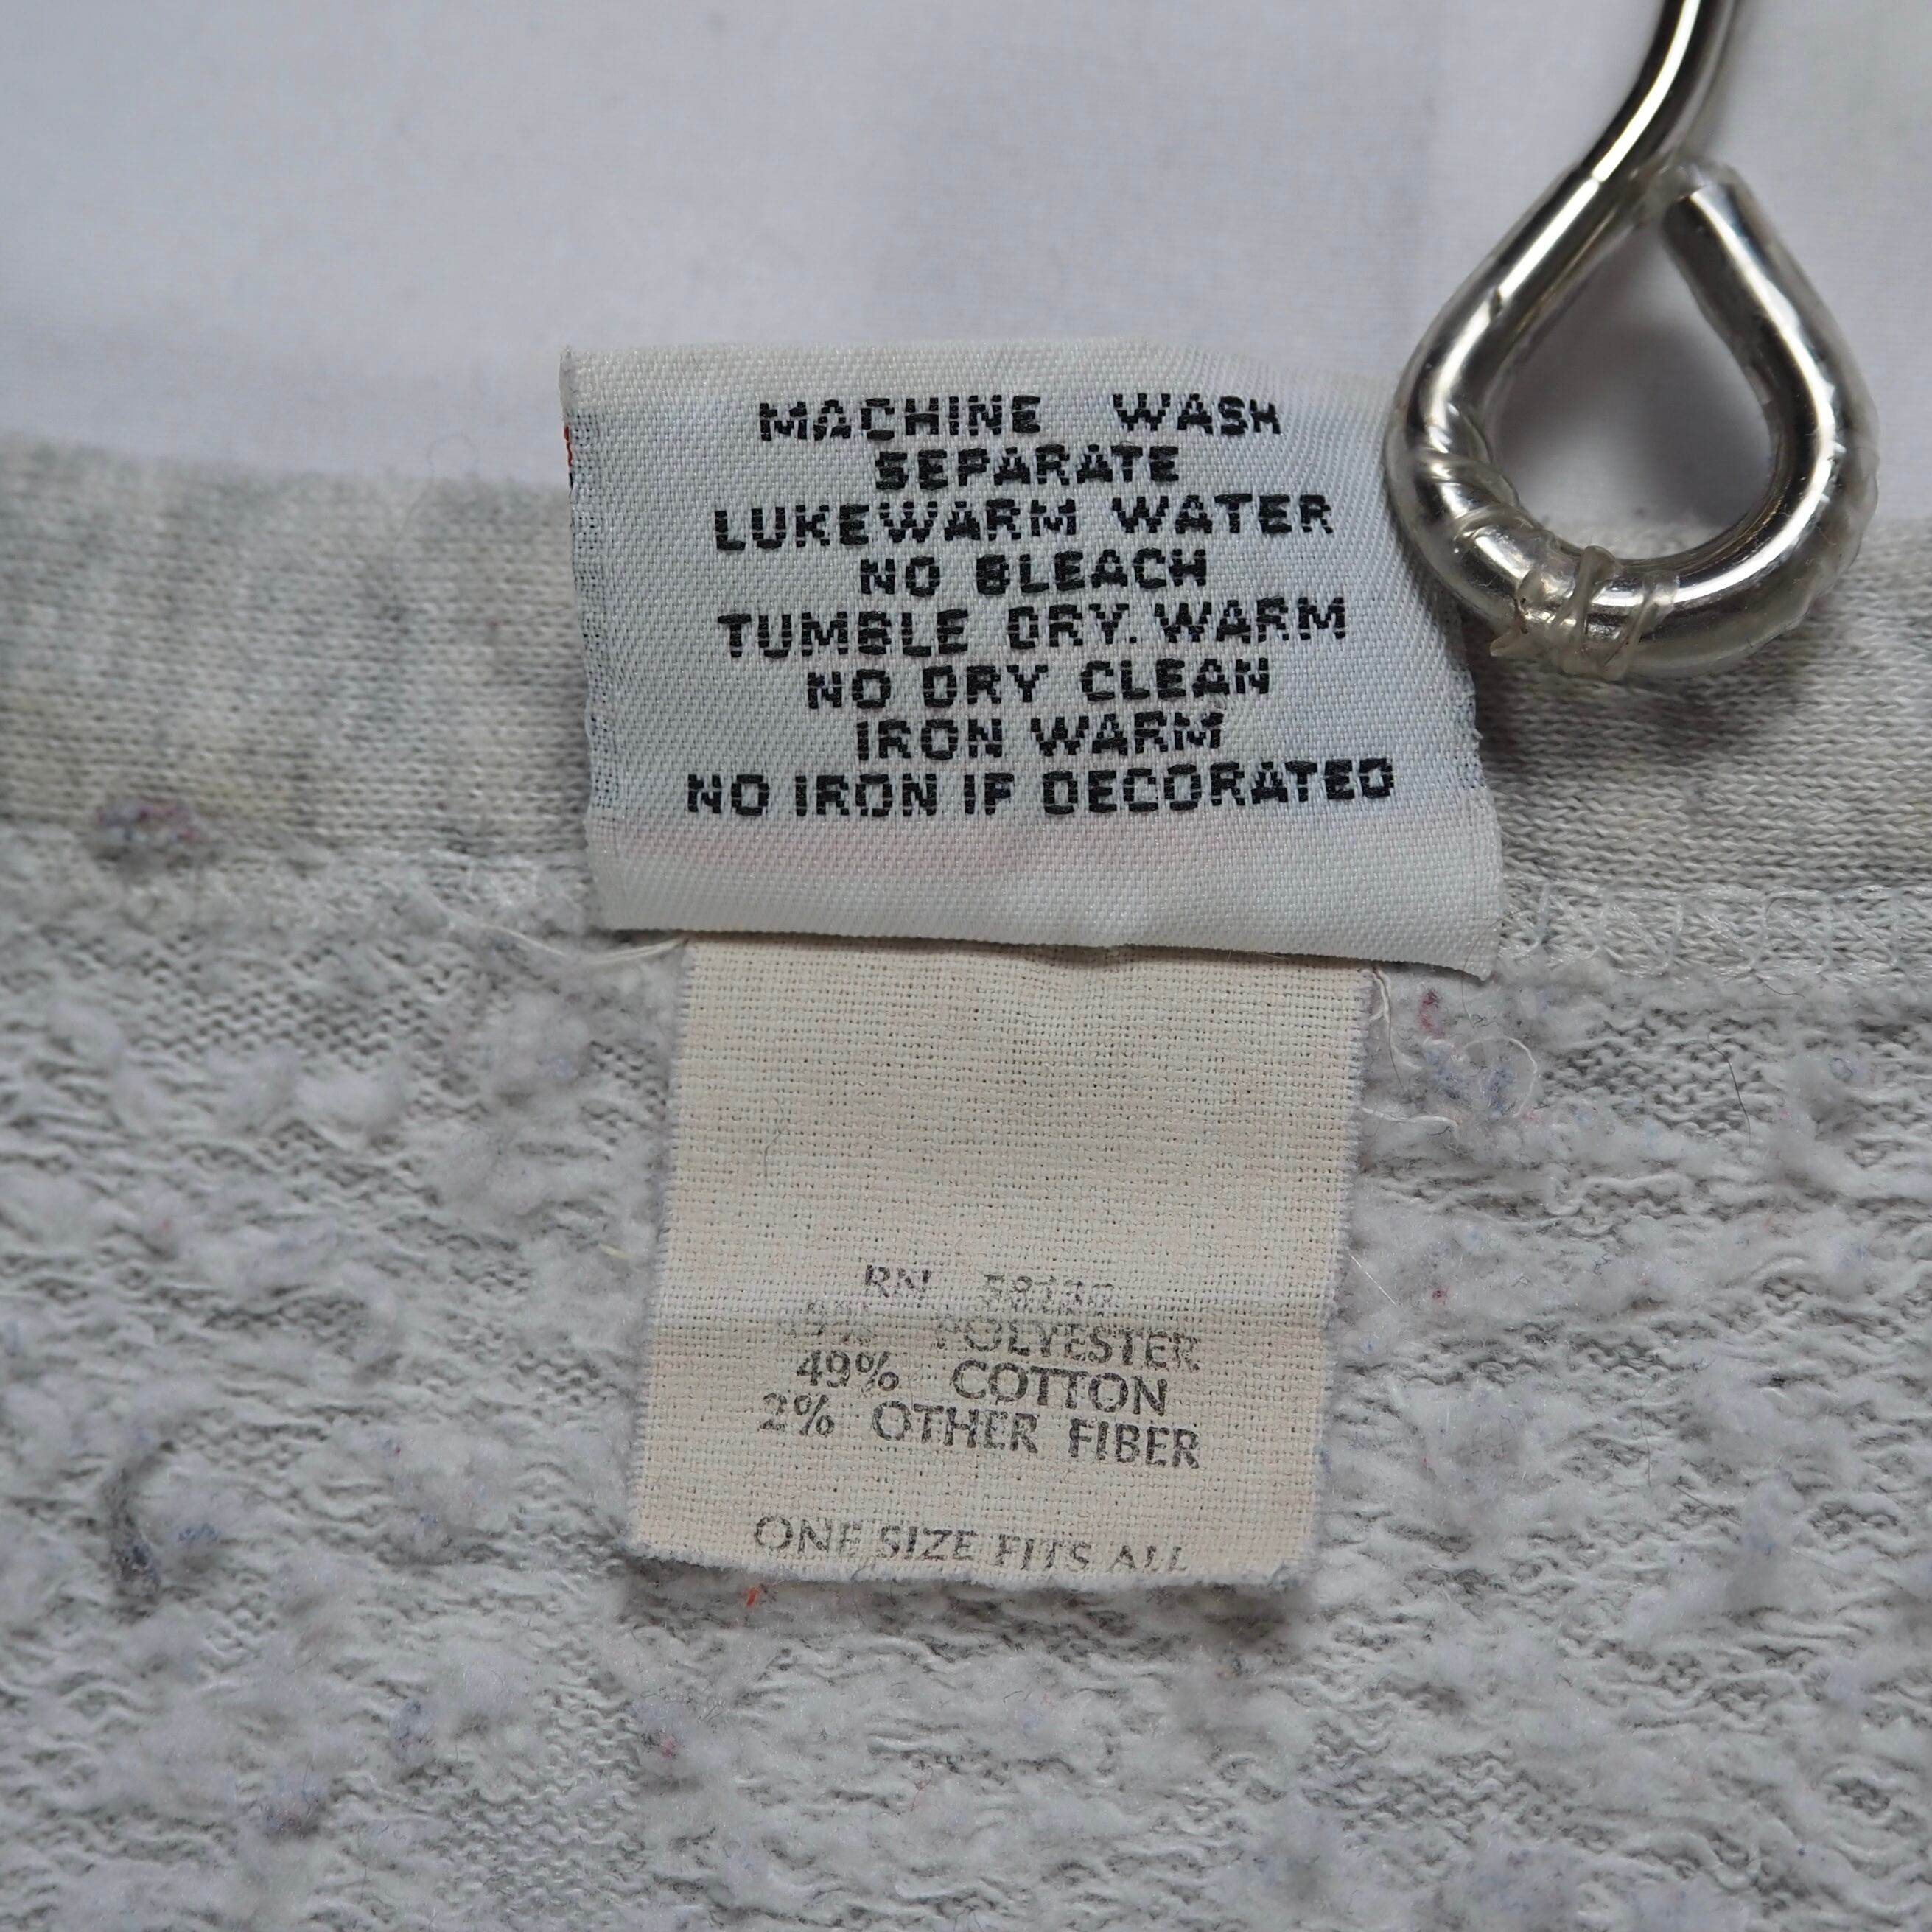 MACHINE WASH
SEPARATE
LUKEWARM WATER
NO BLEACH
TUMBLE DRY. WARM
NO DRY CLEAN
IRON WARM
NO IRON IF DECORATED
RN
POLYESTER
49% COTTON
2% OTHER FIBER
ONE SIZE FITS ALL